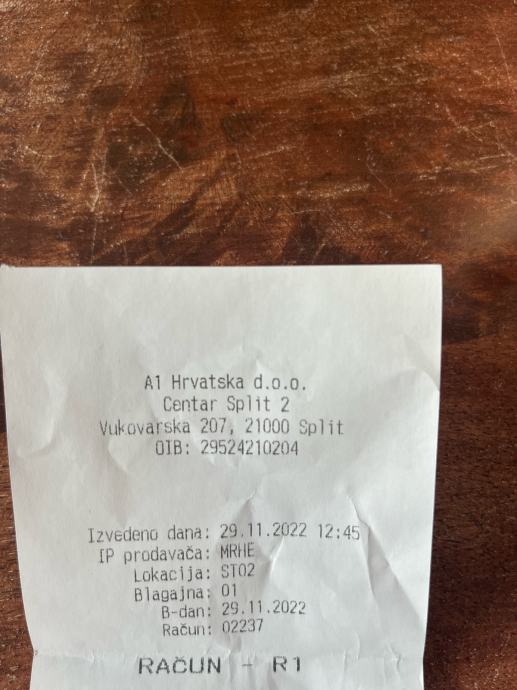 A1 Hrvatska d.o.o.
Centar Split 2
Vukovarska 207, 21000 Split
OIB: 29524210204
Izvedeno dana: 29.11.2022 12:45
IP prodavača: MRHE
Lokacija: ST02
Blagajna: 01
B-dan: 29.11.2022
Račun: 02237
RAČUN - R1